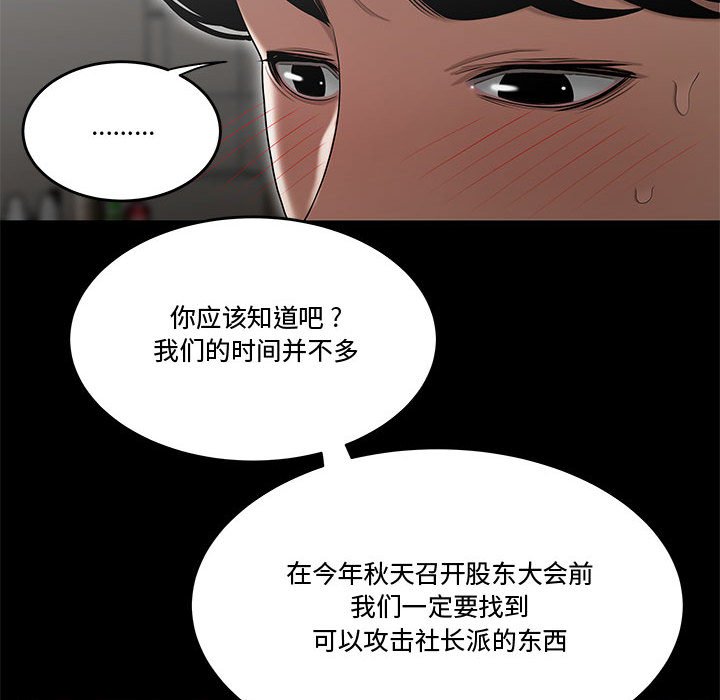 .........
你应该知道吧？
我们的时间并不多
在今年秋天召开股东大会前
我们一定要找到
可以攻击社长派的东西